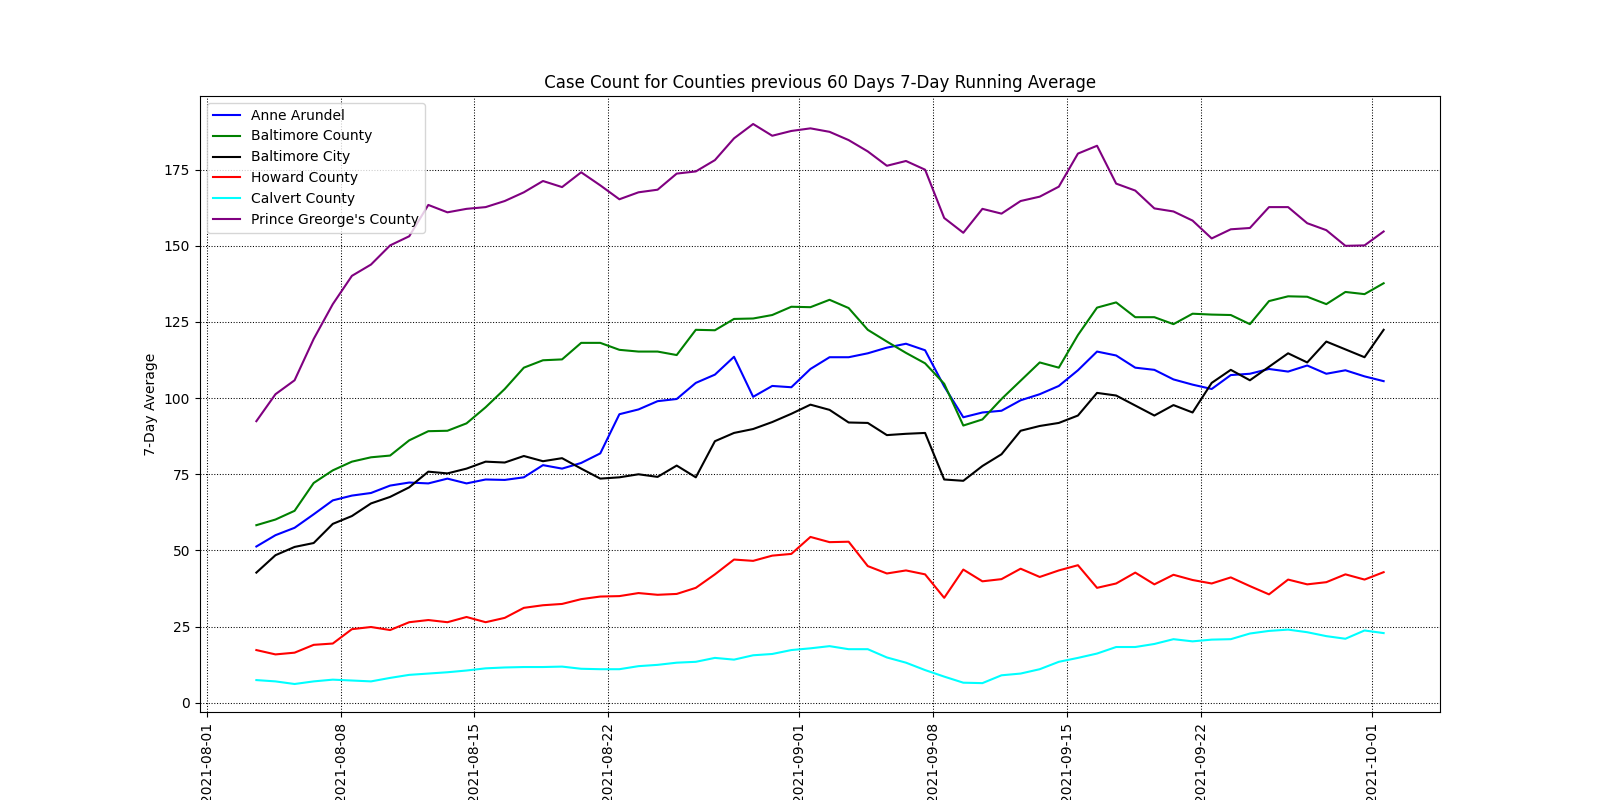 Case Count for Counties previous 60 Days 7-Day Running Average
Anne Arundel
Baltimore County
Baltimore City
Howard County
Calvert County
Prince Greorge's County
7-Day Average
175
150
125
100
75
50
25
0
2021-08-01
2021-08-08
2021-08-15
2021-08-22
2021-09-01
2021-09-08
2021-09-15
2021-09-22
2021-10-01